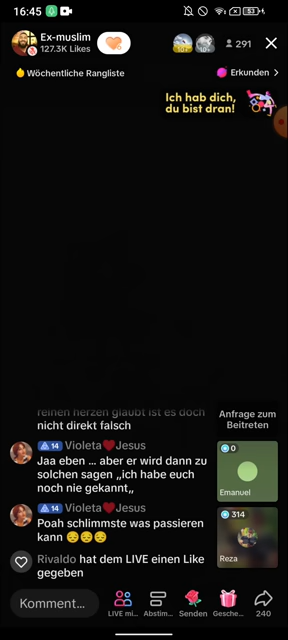 16:45
53
Ex-muslim
127.3K Likes
291
Wöchentliche Rangliste
Erkunden >
Ich hab dich,
du bist dran!
reinen herzen glaubt ist es doch
nicht direkt falsch
Anfrage zum
Beitreten
14 Violeta❤️Jesus
Jaa eben ... aber er wird dann zu
solchen sagen „ich habe euch
noch nie gekannt„
0
Emanuel
14 Violeta❤️Jesus
Poah schlimmste was passieren
kann 😔😔😔
314
Reza
Rivaldo hat dem LIVE einen Like
gegeben
Komment...
LIVE mi...
Abstim...
Senden
Gesche...
240